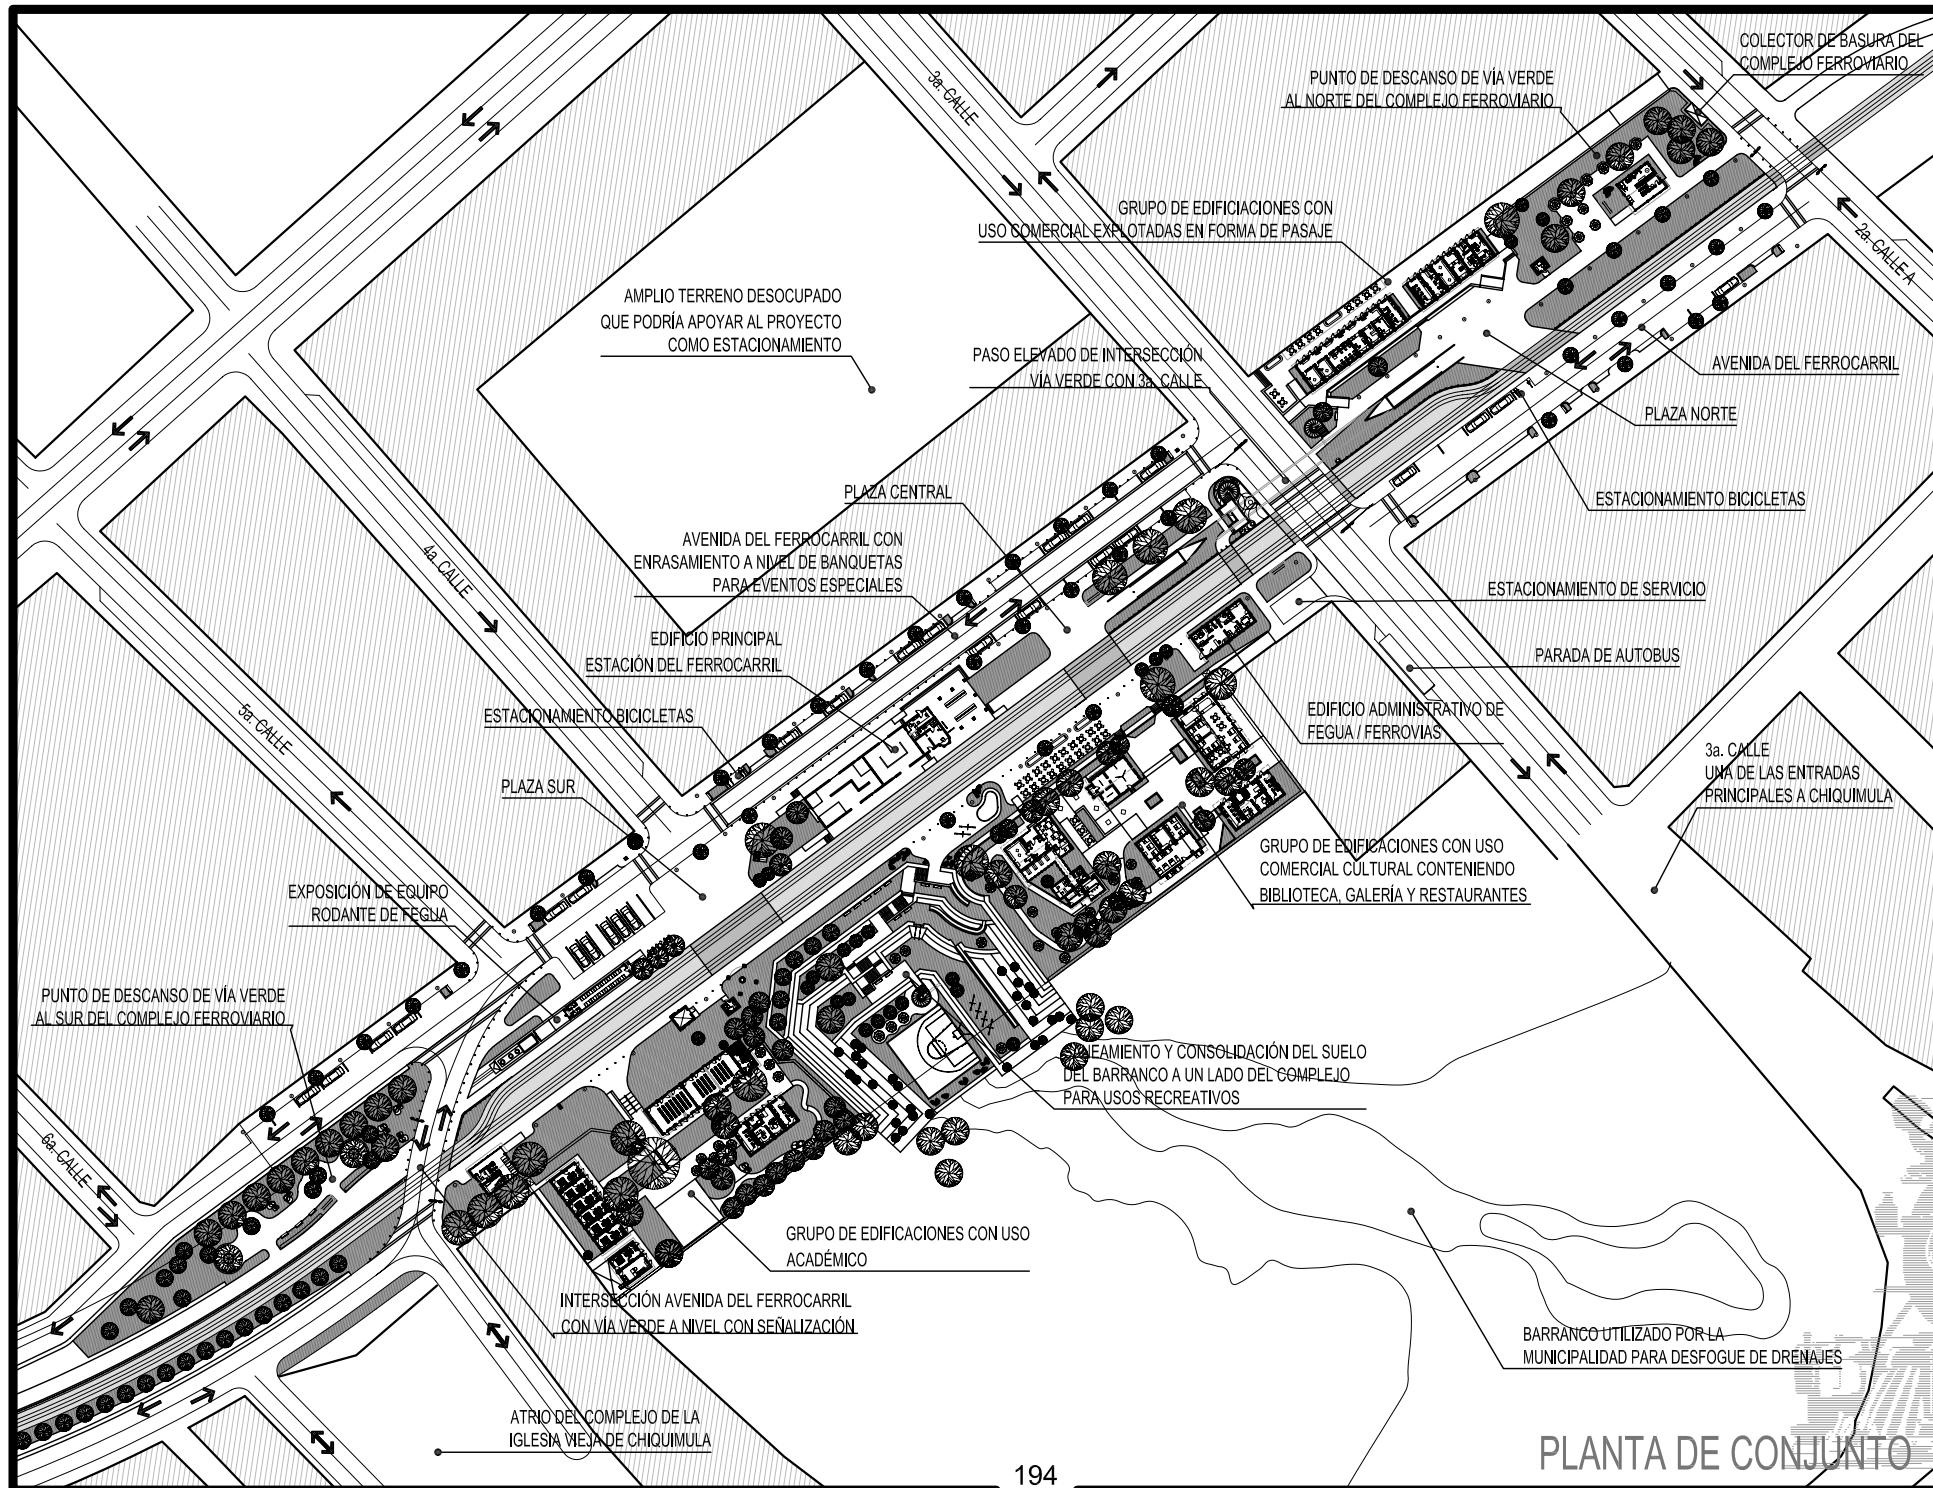 COLECTOR DE BASURA DEL
COMPLEJO FERROVIARIO
PUNTO DE DESCANSO DE VÍA VERDE
AL NORTE DEL COMPLEJO FERROVIARIO
3a. CALLE
GRUPO DE EDIFICIACIONES CON
USO COMERCIAL EXPLOTADAS EN FORMA DE PASAJE
2a. CALLE A
AMPLIO TERRENO DESOCUPADO
QUE PODRÍA APOYAR AL PROYECTO
COMO ESTACIONAMIENTO
PASO ELEVADO DE INTERSECCIÓN
VÍA VERDE CON 3a. CALLE
AVENIDA DEL FERROCARRIL
PLAZA NORTE
PLAZA CENTRAL
ESTACIONAMIENTO BICICLETAS
AVENIDA DEL FERROCARRIL CON
ENRASAMIENTO A NIVEL DE BANQUETAS
PARA EVENTOS ESPECIALES
4a. CALLE
ESTACIONAMIENTO DE SERVICIO
EDIFICIO PRINCIPAL
ESTACIÓN DEL FERROCARRIL
PARADA DE AUTOBUS
5a. CALLE
ESTACIONAMIENTO BICICLETAS
EDIFICIO ADMINISTRATIVO DE
FEGUA / FERROVIAS
3a. CALLE
UNA DE LAS ENTRADAS
PRINCIPALES A CHIQUIMULA
PLAZA SUR
GRUPO DE EDIFICACIONES CON USO
COMERCIAL CULTURAL CONTENIENDO
BIBLIOTECA, GALERÍA Y RESTAURANTES
EXPOSICIÓN DE EQUIPO
RODANTE DE FEGUA
PUNTO DE DESCANSO DE VÍA VERDE
AL SUR DEL COMPLEJO FERROVIARIO
Y CONSOLIDACIÓN DEL SUELO
DEL BARRANCO A UN LADO DEL COMPLEJO
PARA USOS RECREATIVOS
6a. CALLE
GRUPO DE EDIFICACIONES CON USO
ACADÉMICO
INTERSECCIÓN AVENIDA DEL FERROCARRIL
CON VÍA VERDE A NIVEL CON SEÑALIZACIÓN
BARRANCO UTILIZADO POR LA
MUNICIPALIDAD PARA DESFOGUE DE DRENAJES
ATRIO DEL COMPLEJO DE LA
IGLESIA VIEJA DE CHIQUIMULA
PLANTA DE CONJUNTO
194